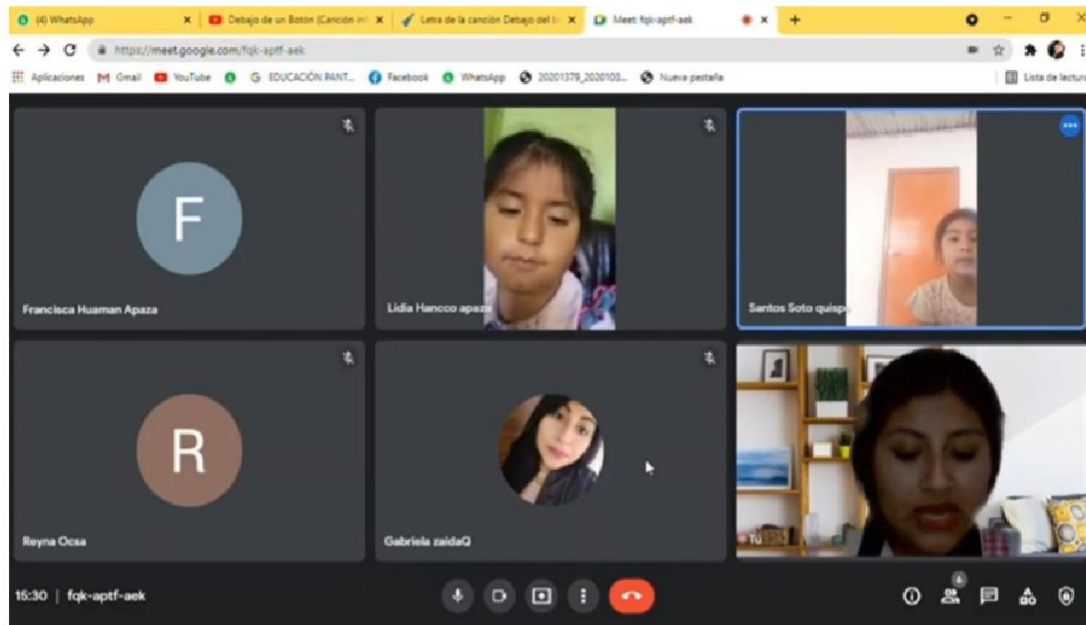 (4) WhatsApp
Debajo de un Botón (Canción in
Letra de la canción Debajo del b
Meet: fqk-aptf-aek
https://meet.google.com/fqk-aptf-aek
Aplicaciones
Gmail
YouTube
EDUCACIÓN PANT...
Facebook
WhatsApp
20201379_2020103...
Nueva pestaña
Lista de lectura
F
Francisca Huaman Apaza
Lidia Hancco apaza
Santos Soto quispe
R
Reyna Ocsa
Gabriela zaidaQ
TÚ
15:30 | fqk-aptf-aek